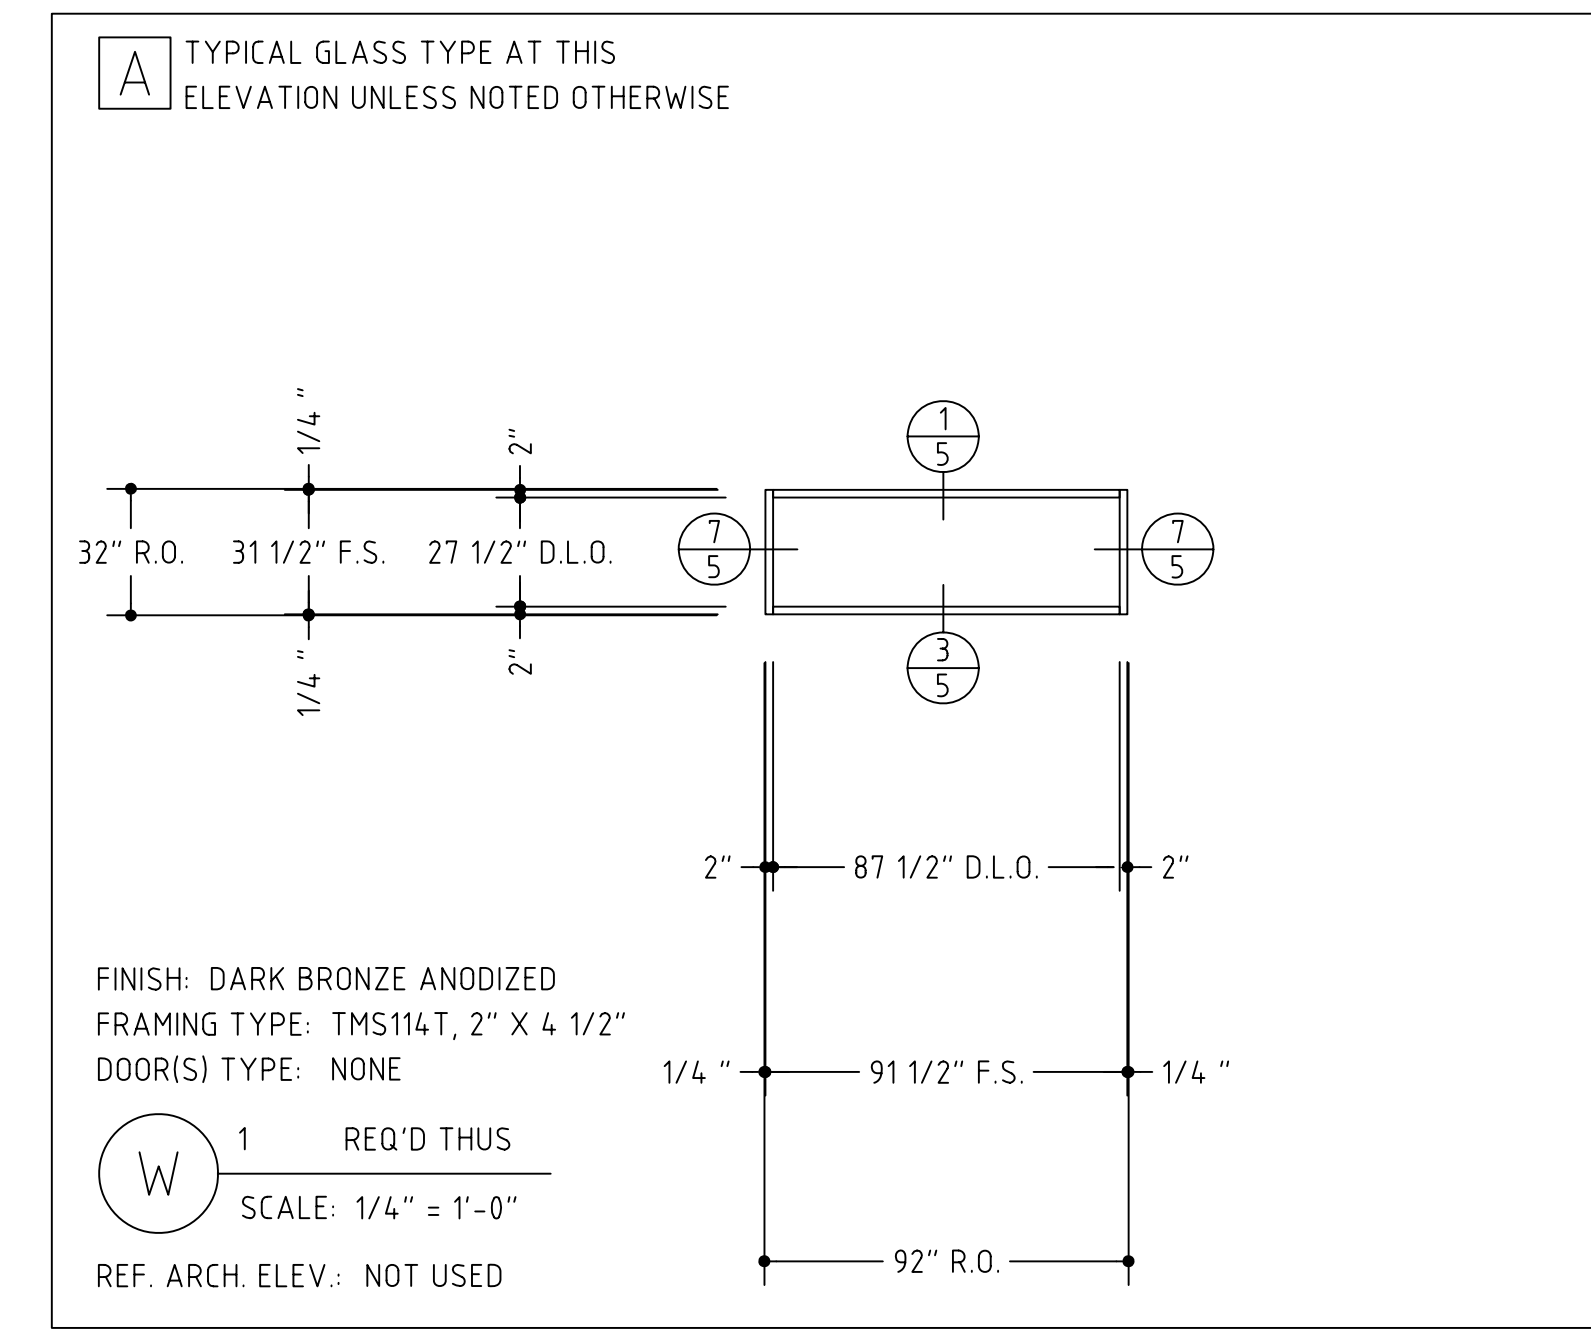 A
TYPICAL GLASS TYPE AT THIS
ELEVATION UNLESS NOTED OTHERWISE
1/4 "
2"
32" R.O.
31 1/2" F.S.
27 1/2" D.L.O.
1/4 "
2"
1
5
7
5
7
5
3
5
2"
87 1/2" D.L.O.
2"
1/4 "
91 1/2" F.S.
1/4 "
92" R.O.
FINISH: DARK BRONZE ANODIZED
FRAMING TYPE: TMS114T, 2" X 4 1/2"
DOOR(S) TYPE: NONE
W
1 REQ'D THUS
SCALE: 1/4" = 1'-0"
REF. ARCH. ELEV.: NOT USED